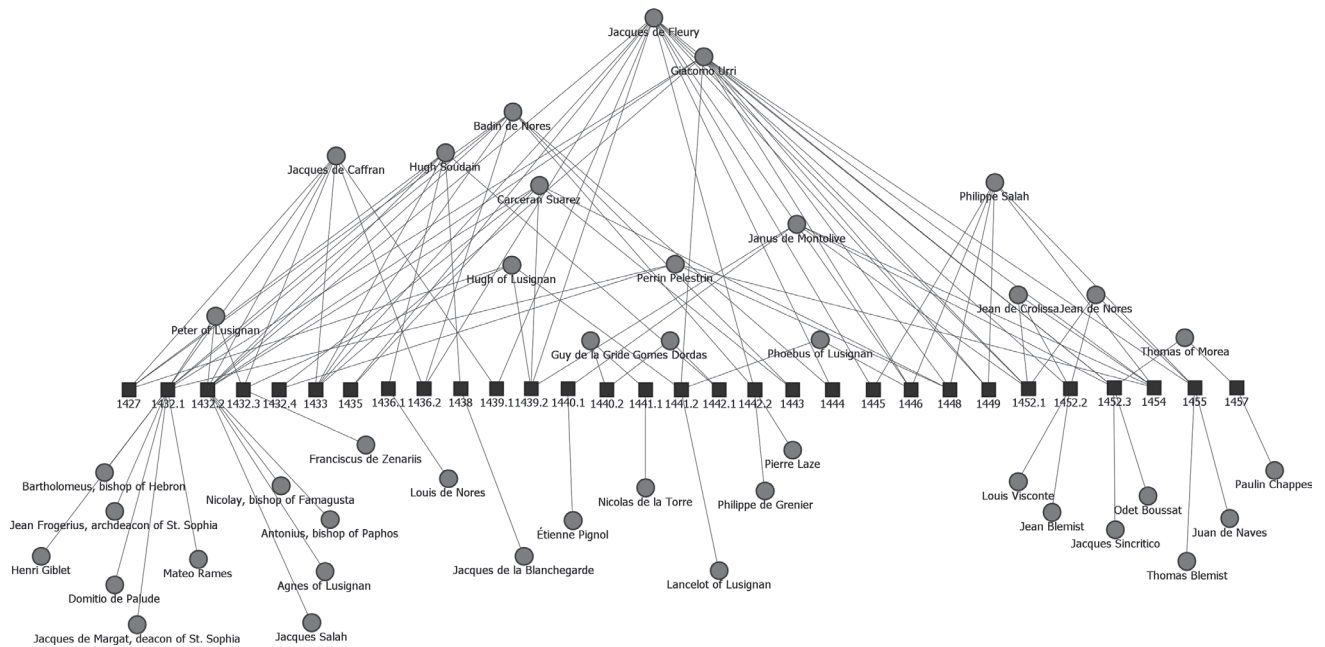 Jacques de Fleury
Giacomo Urri
Badin de Nores
Jacques de Caffran
Hugh Soudain
Carceran Suarez
Philippe Salah
Janus de Montolive
Hugh of Lusignan
Perrin Pelestrin
Jean de Crolissa
Jean de Nores
Peter of Lusignan
Guy de la Gride
Gomes Dordas
Phoebus of Lusignan
Thomas of Morea
1427
1432.1
1432.2
1432.3
1432.4
1433
1435
1436.1
1436.2
1438
1439.1
1439.2
1440.1
1440.2
1441.1
1441.2
1442.1
1442.2
1443
1444
1445
1446
1448
1449
1452.1
1452.2
1452.3
1454
1455
1457
Franciscus de Zenariis
Pierre Laze
Bartholomeus, bishop of Hebron
Nicolay, bishop of Famagusta
Louis de Nores
Nicolas de la Torre
Philippe de Grenier
Louis Visconte
Odet Boussat
Paulin Chappes
Jean Frogerius, archdeacon of St. Sophia
Antonius, bishop of Paphos
Étienne Pignol
Jean Blemist
Jacques Sincritico
Juan de Naves
Henri Giblet
Mateo Rames
Agnes of Lusignan
Jacques de la Blanchegarde
Lancelot of Lusignan
Thomas Blemist
Domitio de Palude
Jacques de Margat, deacon of St. Sophia
Jacques Salah